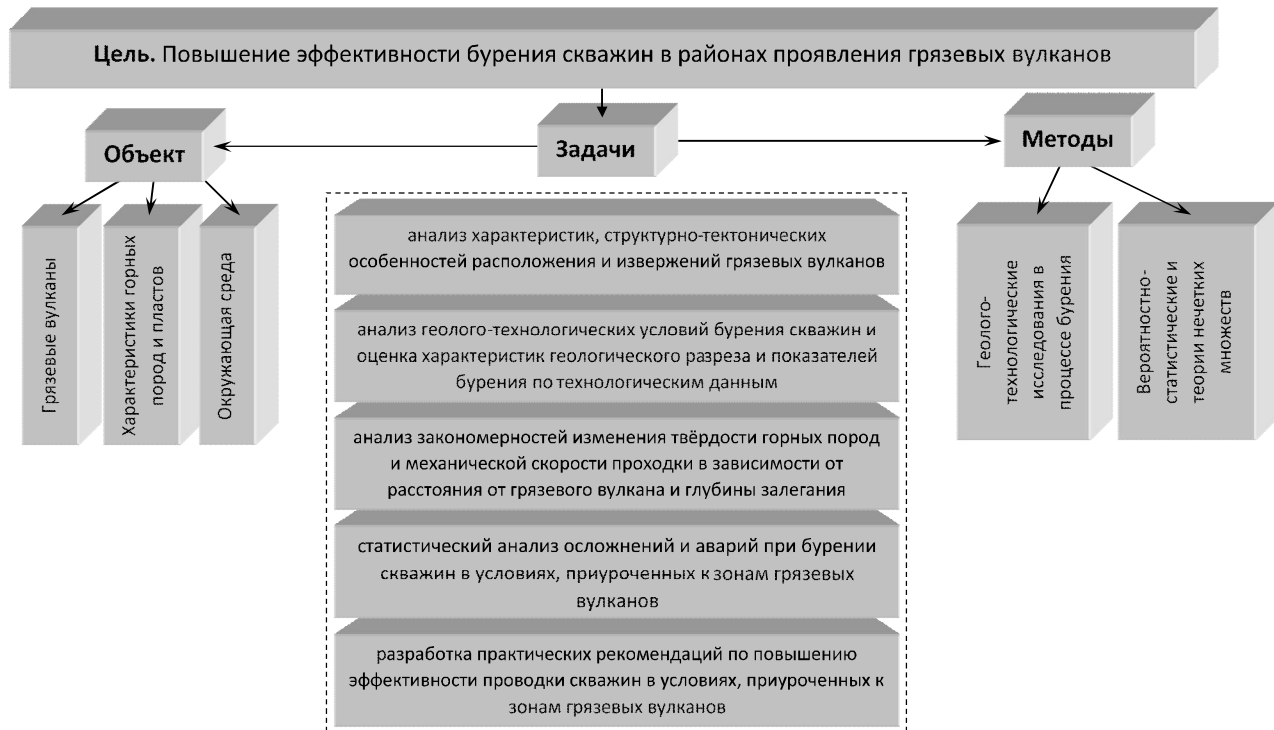 Цель. Повышение эффективности бурения скважин в районах проявления грязевых вулканов
Объект
Задачи
Методы
Грязевые вулканы
Характеристики горных
пород и пластов
Окружающая среда
анализ характеристик, структурно-тектонических
особенностей расположения и извержений грязевых вулканов
анализ геолого-технологических условий бурения скважин и
оценка характеристик геологического разреза и показателей
бурения по технологическим данным
анализ закономерностей изменения твёрдости горных пород
и механической скорости проходки в зависимости от
расстояния от грязевого вулкана и глубины залегания
статистический анализ осложнений и аварий при бурении
скважин в условиях, приуроченных к зонам грязевых
вулканов
разработка практических рекомендаций по повышению
эффективности проводки скважин в условиях, приуроченных к
зонам грязевых вулканов
Геолого-
технологические
исследования в
процессе бурения
Вероятностно-
статистические и
теории нечетких
множеств